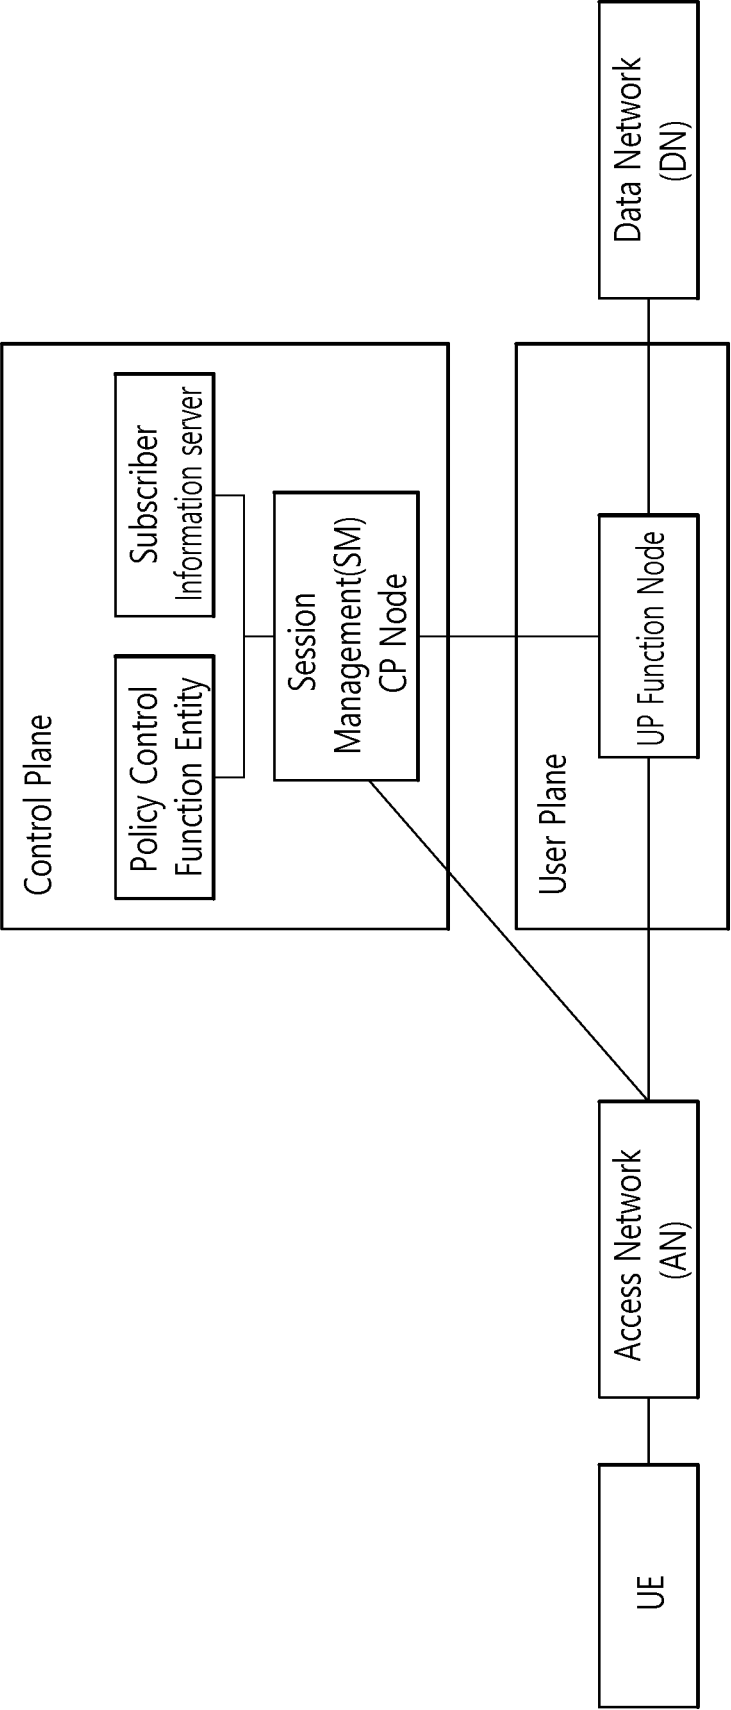 Control Plane
Policy Control
Function Entity
Subscriber
Information server
Session
Management(SM)
CP Node
User Plane
UE
Access Network
(AN)
UP Function Node
Data Network
(DN)